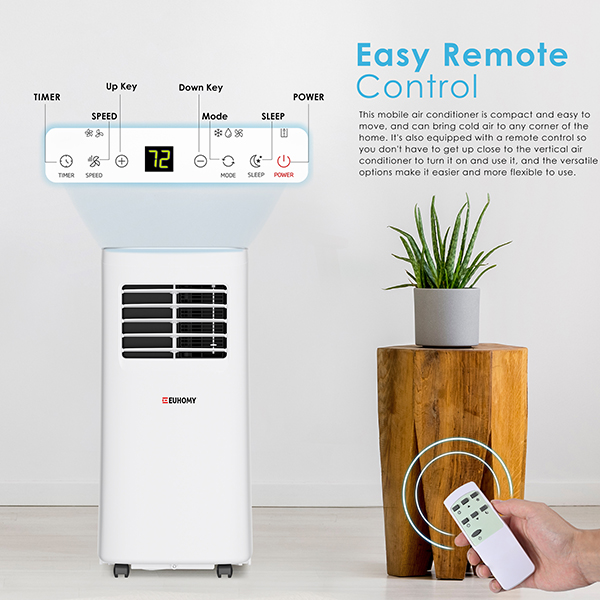 Easy Remote
Control
This mobile air conditioner is compact and easy to
move, and can bring cold air to any corner of the
home. It's also equipped with a remote control so
you don't have to get up close to the vertical air
conditioner to turn it on and use it, and the versatile
options make it easier and more flexible to use.
Up Key
Down Key
TIMER
POWER
SPEED
Mode
SLEEP
72
TIMER SPEED MODE SLEEP POWER
EUHOMY